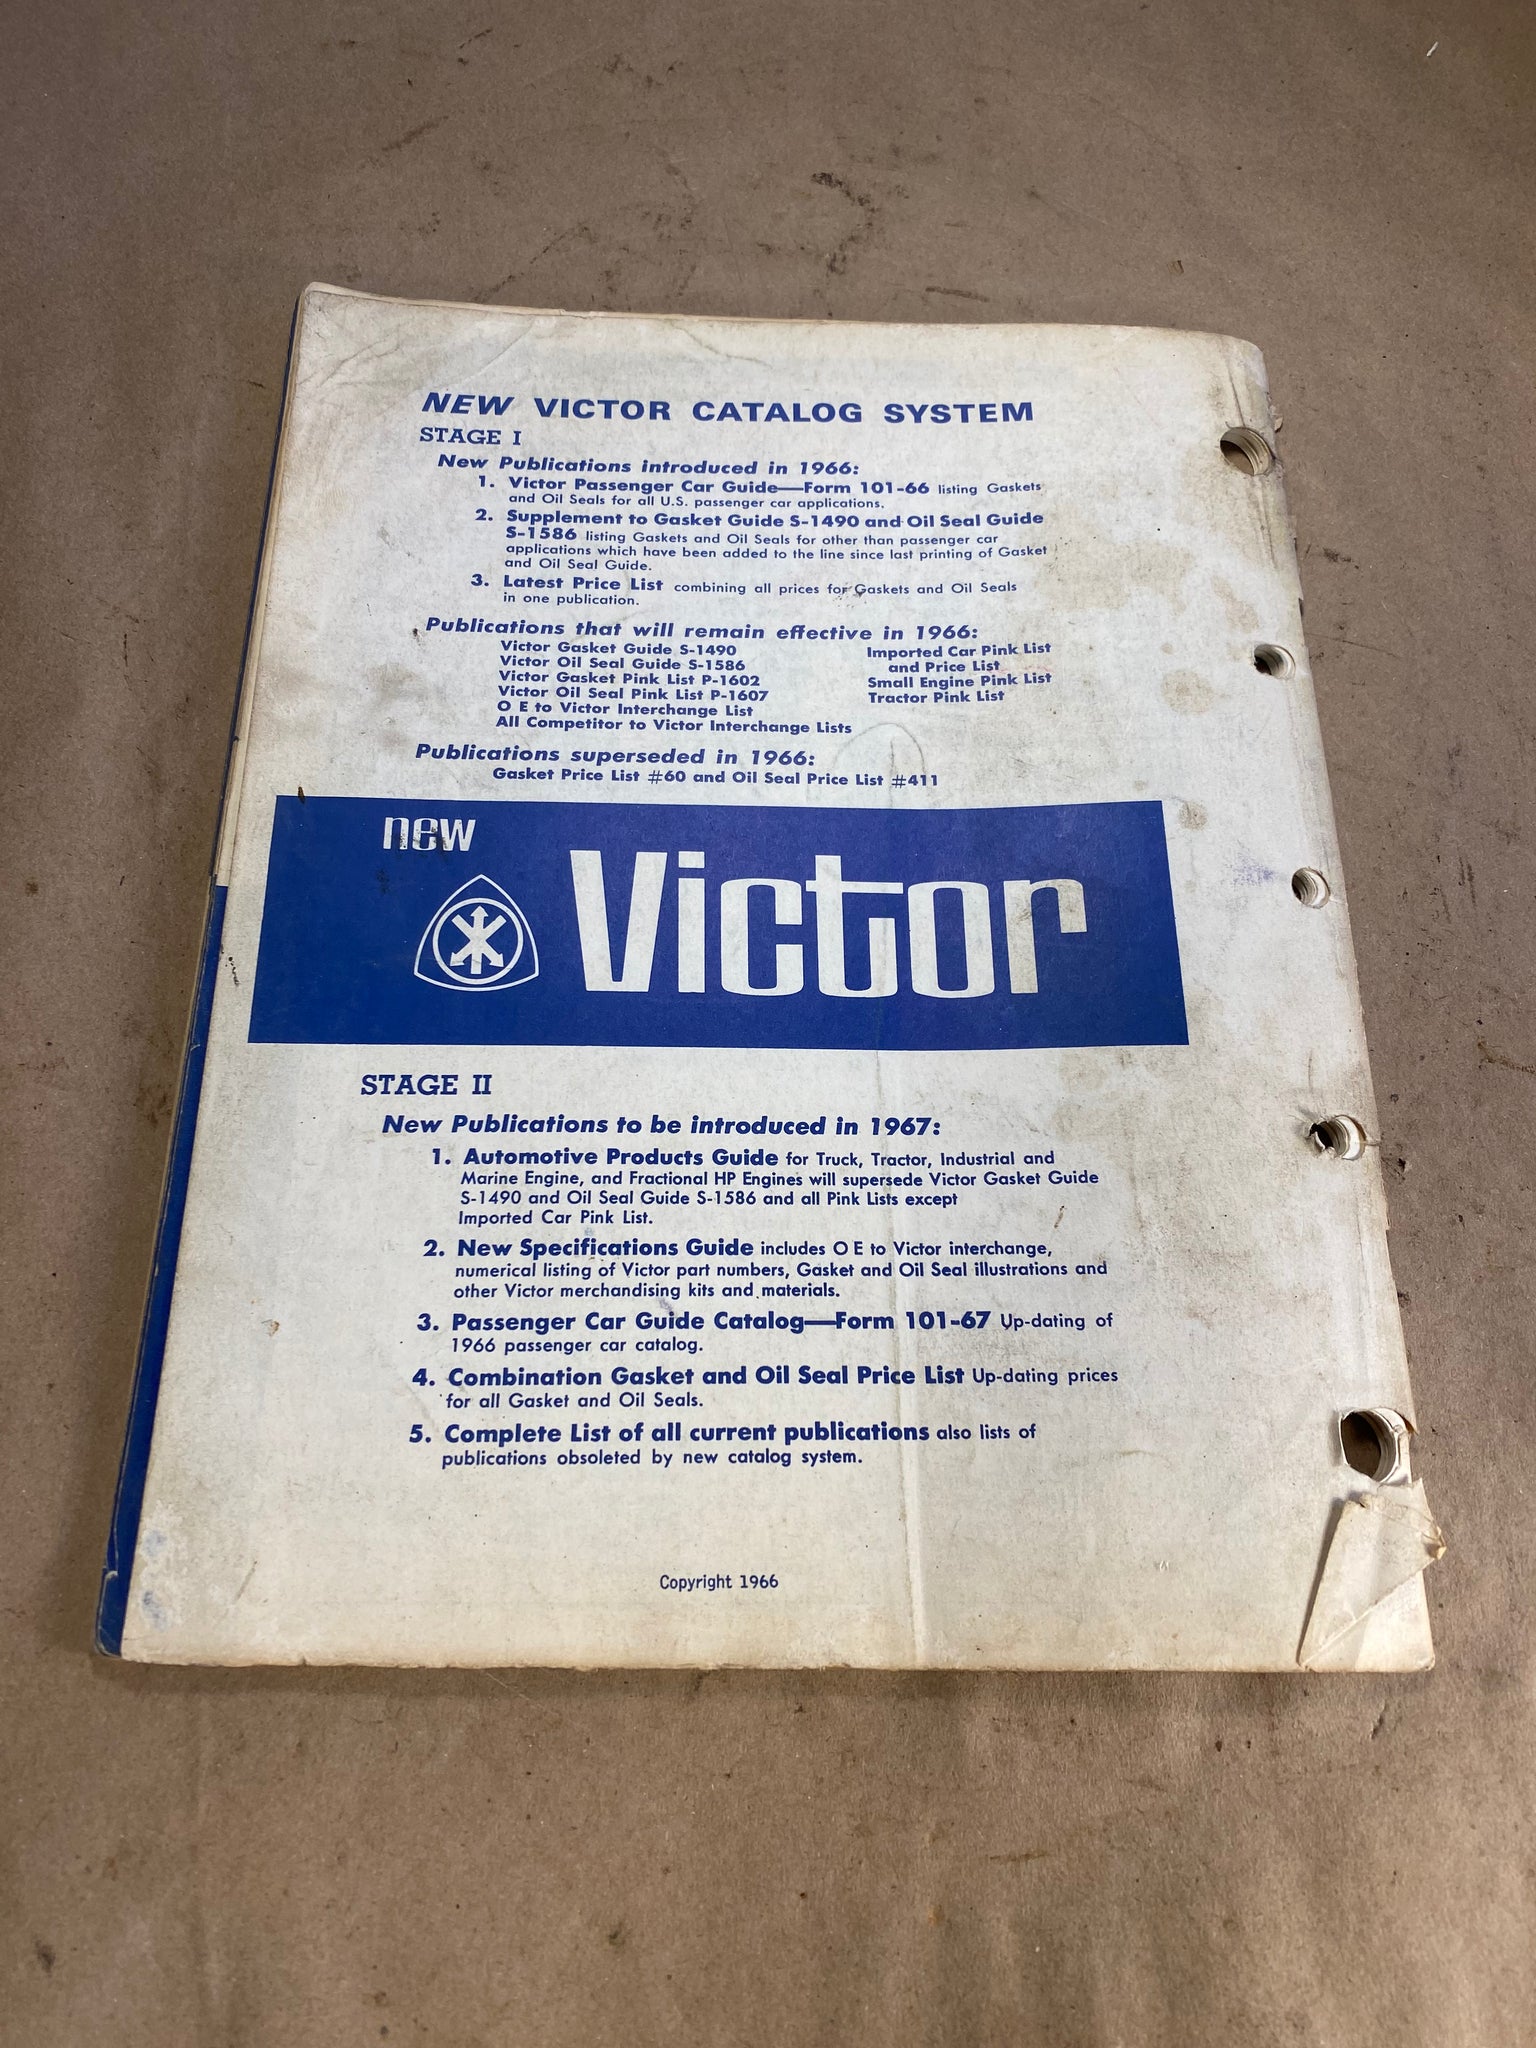 NEW VICTOR CATALOG SYSTEM
STAGE I
New Publications introduced in 1966:
1. Victor Passenger Car Guide—Form 101-66 listing Gaskets
and Oil Seals for all U.S. passenger car applications.
2. Supplement to Gasket Guide S-1490 and Oil Seal Guide
S-1586 listing Gaskets and Oil Seals for other than passenger car
applications which have been added to the line since last printing of Gasket
and Oil Seal Guide.
3. Latest Price List combining all prices for Gaskets and Oil Seals
in one publication.
Publications that will remain effective in 1966:
Victor Gasket Guide S-1490
Victor Oil Seal Guide S-1586
Victor Gasket Pink List P-1602
Victor Oil Seal Pink List P-1607
O E to Victor Interchange List
All Competitor to Victor Interchange Lists
Imported Car Pink List
and Price List
Small Engine Pink List
Tractor Pink List
Publications superseded in 1966:
Gasket Price List #60 and Oil Seal Price List #411
new
Victor
STAGE II
New Publications to be introduced in 1967:
1. Automotive Products Guide for Truck, Tractor, Industrial and
Marine Engine, and Fractional HP Engines will supersede Victor Gasket Guide
S-1490 and Oil Seal Guide S-1586 and all Pink Lists except
Imported Car Pink List.
2. New Specifications Guide includes O E to Victor interchange,
numerical listing of Victor part numbers, Gasket and Oil Seal illustrations and
other Victor merchandising kits and materials.
3. Passenger Car Guide Catalog—Form 101-67 Up-dating of
1966 passenger car catalog.
4. Combination Gasket and Oil Seal Price List Up-dating prices
for all Gasket and Oil Seals.
5. Complete List of all current publications also lists of
publications obsoleted by new catalog system.
Copyright 1966